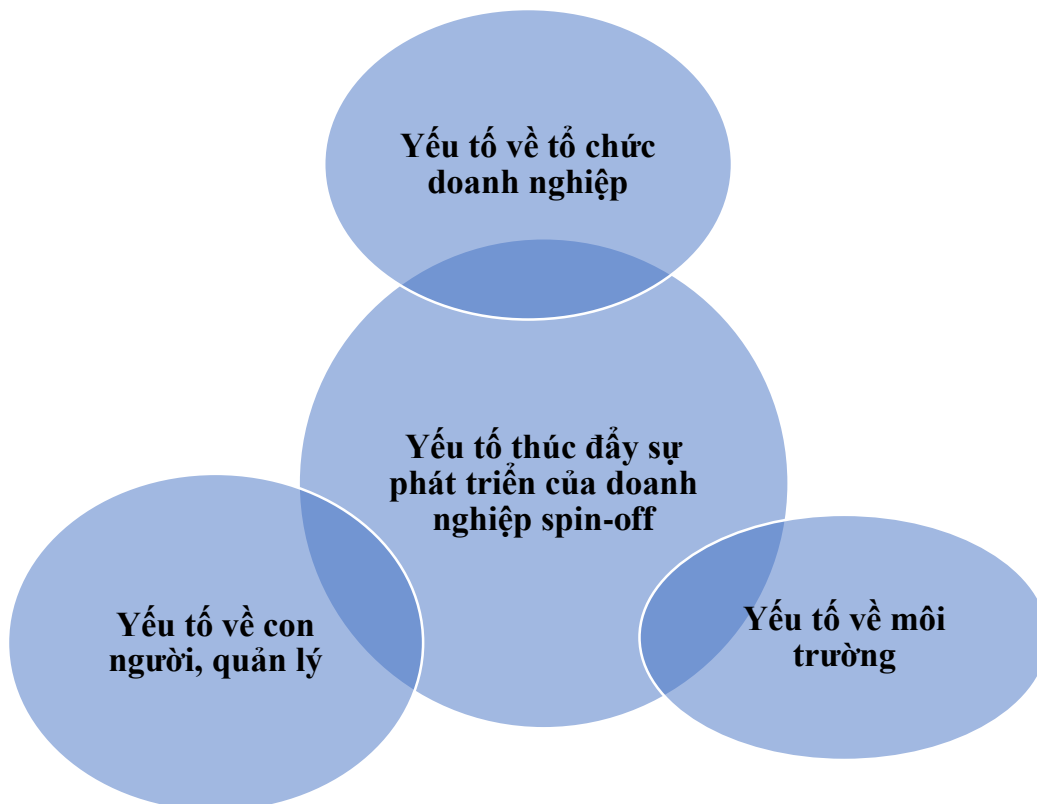 Yếu tố về tổ chức
doanh nghiệp
Yếu tố thúc đẩy sự
phát triển của doanh
nghiệp spin-off
Yếu tố về con
người, quản lý
Yếu tố về môi
trường